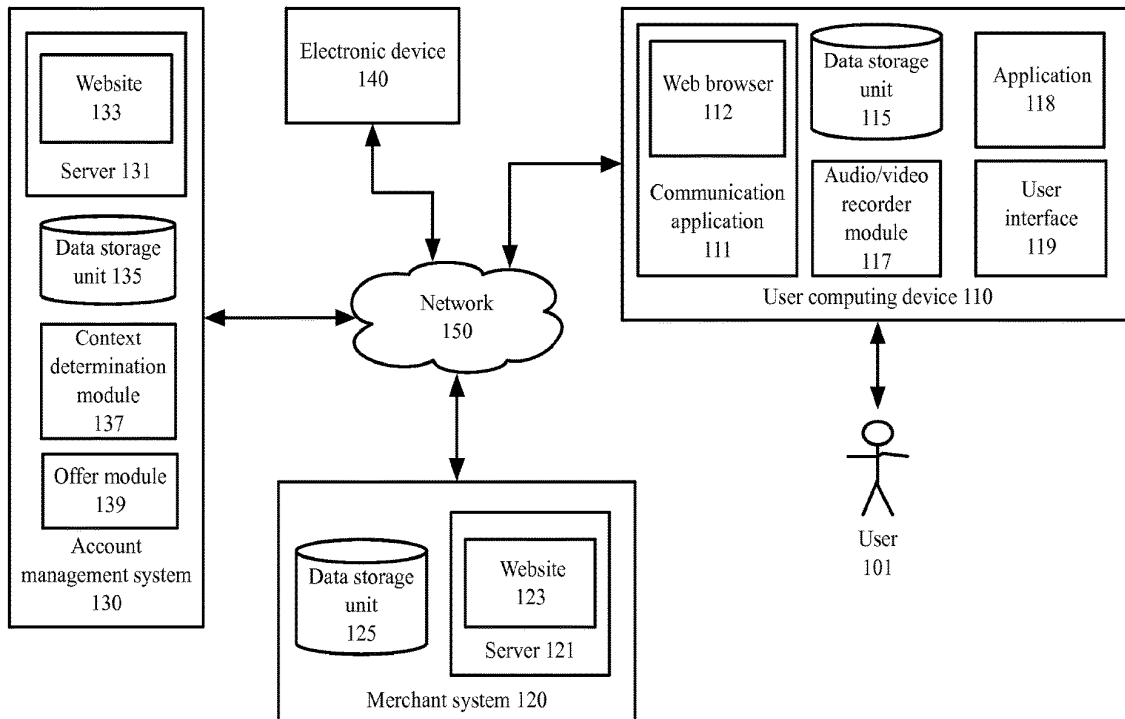 Website
133
Server 131
Data storage
unit 135
Context
determination
module
137
Offer module
139
Account
management system
130
Electronic device
140
Network
150
Web browser
112
Communication
application
111
Data storage
unit
115
Audio/video
recorder
module
117
Application
118
User
interface
119
User computing device 110
User
101
Data storage
unit
125
Website
123
Server 121
Merchant system 120